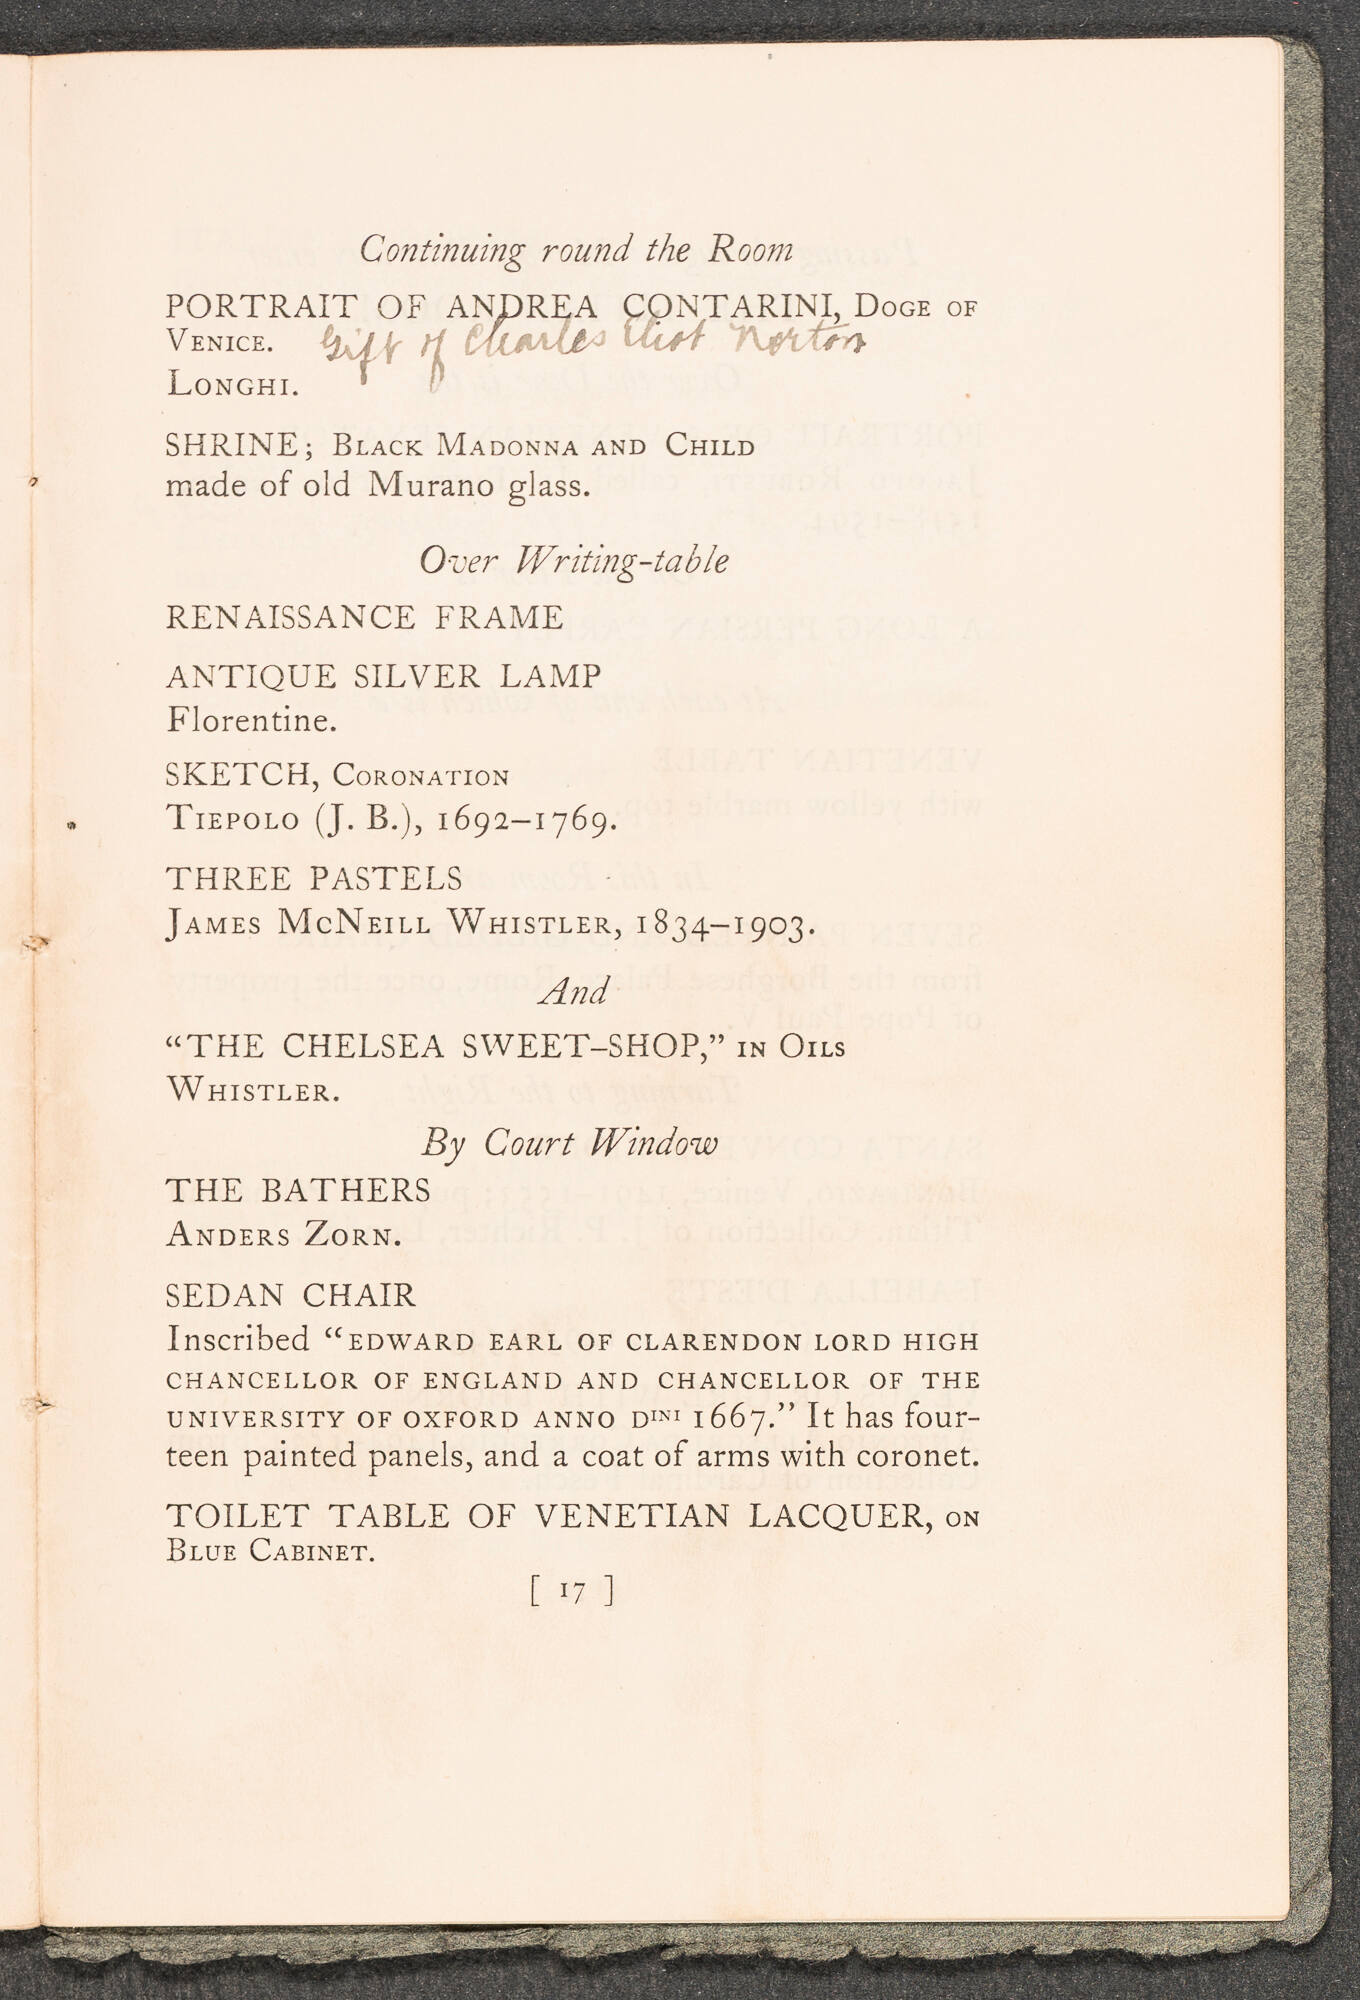 Continuing round the Room
PORTRAIT OF ANDREA CONTARINI, DOGE OF
VENICE. Gift of Charles Eliot Norton
LONGHI.
SHRINE; BLACK MADONNA AND CHILD
made of old Murano glass.
Over Writing-table
RENAISSANCE FRAME
ANTIQUE SILVER LAMP
Florentine.
SKETCH, CORONATION
TIEPOLO (J. B.), 1692–1769.
THREE PASTELS
JAMES MCNEILL WHISTLER, 1834–1903.
And
“THE CHELSEA SWEET-SHOP,” IN OILS
WHISTLER.
By Court Window
THE BATHERS
ANDERS ZORN.
SEDAN CHAIR
Inscribed “EDWARD EARL OF CLARENDON LORD HIGH
CHANCELLOR OF ENGLAND AND CHANCELLOR OF THE
UNIVERSITY OF OXFORD ANNO DINI 1667.” It has four-
teen painted panels, and a coat of arms with coronet.
TOILET TABLE OF VENETIAN LACQUER, ON
BLUE CABINET.
[ 17 ]